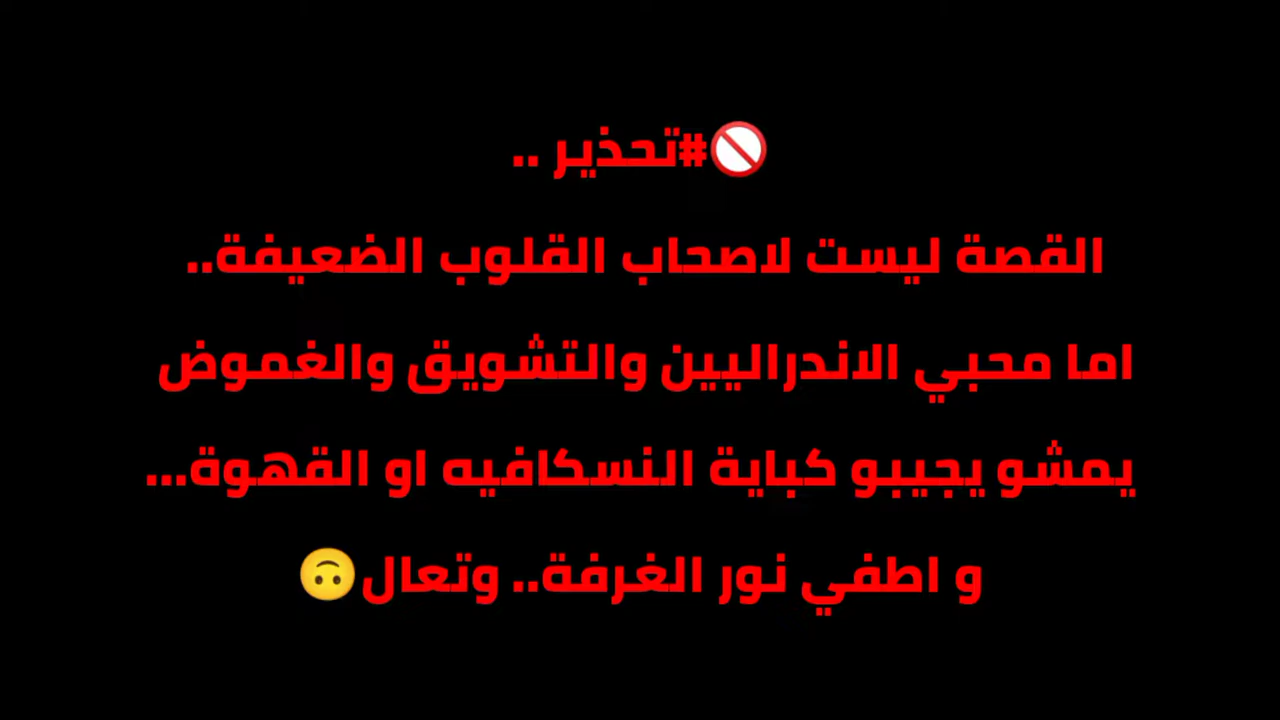 🚫#تحذير ..
القصة ليست لاصحاب القلوب الضعيفة..
اما محبي الاندراليين والتشويق والغموض
يمشو يجيبو كباية النسكافيه او القهوة...
و اطفي نور الغرفة.. وتعال🙃